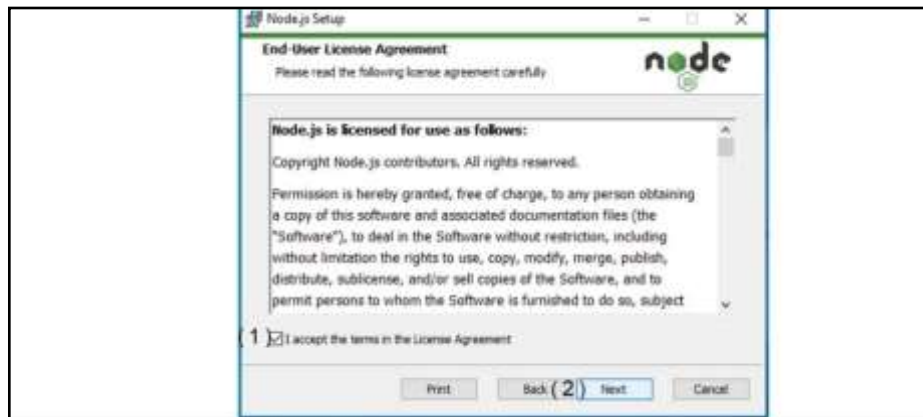 Node.js Setup
End-User License Agreement
Please read the following license agreement carefully
node
JS
Node.js is licensed for use as follows:
Copyright Node.js contributors. All rights reserved.
Permission is hereby granted, free of charge, to any person obtaining
a copy of this software and associated documentation files (the
"Software"), to deal in the Software without restriction, including
without limitation the rights to use, copy, modify, merge, publish,
distribute, sublicense, and/or sell copies of the Software, and to
permit persons to whom the Software is furnished to do so, subject
(1) I accept the terms in the License Agreement
Print Back (2) Next Cancel